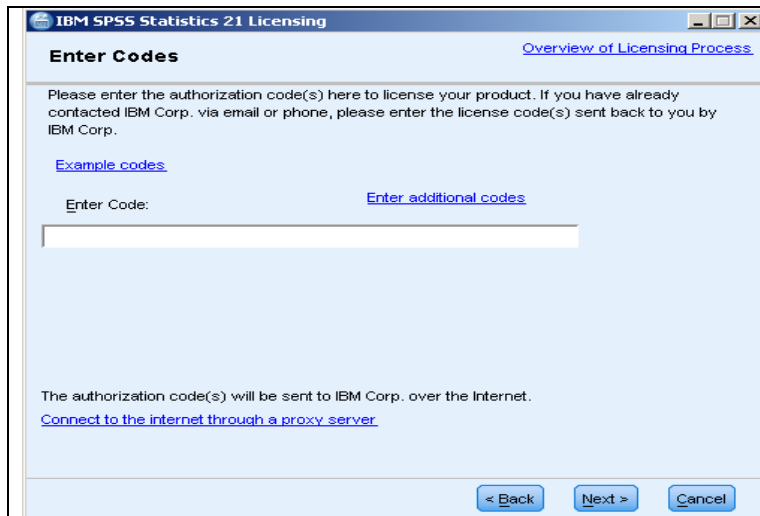 IBM SPSS Statistics 21 Licensing
Enter Codes
Overview of Licensing Process
Please enter the authorization code(s) here to license your product. If you have already
contacted IBM Corp. via email or phone, please enter the license code(s) sent back to you by
IBM Corp.
Example codes
Enter Code:
Enter additional codes
The authorization code(s) will be sent to IBM Corp. over the Internet.
Connect to the internet through a proxy server
< Back
Next >
Cancel